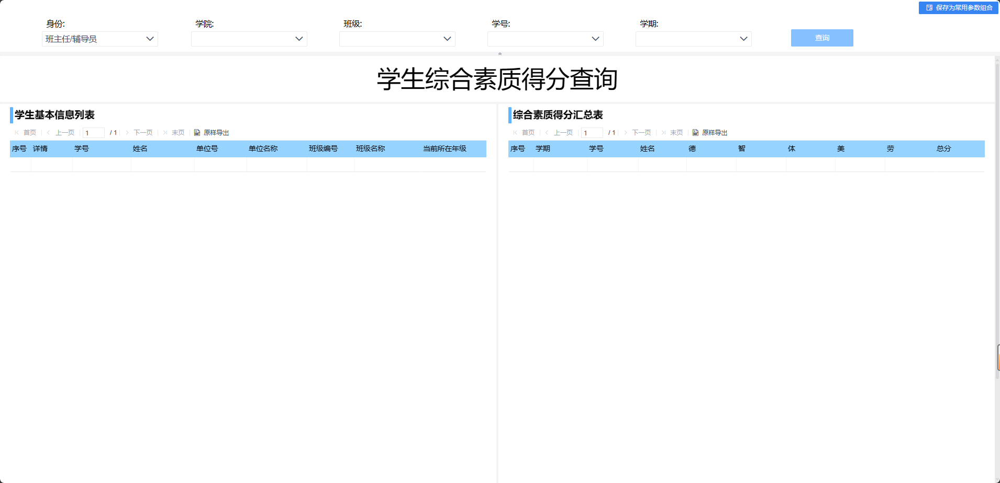 保存为常用参数组合
身份: 学院: 班级: 学号: 学期:
班主任/辅导员 查询
学生综合素质得分查询
学生基本信息列表
首页 上一页 1 / 1 下一页 末页 原样导出
序号 详情 学号 姓名 单位号 单位名称 班级编号 班级名称 当前所在年级
综合素质得分汇总表
首页 上一页 1 / 1 下一页 末页 原样导出
序号 学期 学号 姓名 德 智 体 美 劳 总分